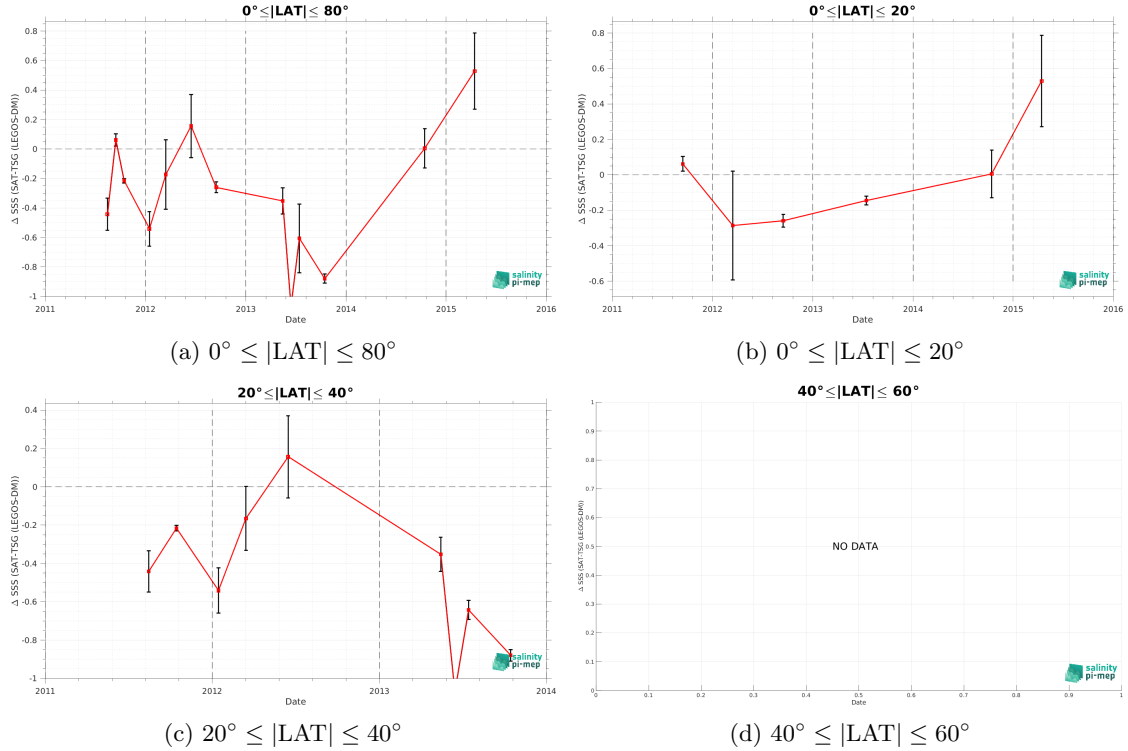 0°≤|LAT|≤ 80°
Δ SSS (SAT-TSG (LEGOS-DM))
0.8
0.6
0.4
0.2
0
-0.2
-0.4
-0.6
-0.8
-1
2011
2012
2013
2014
2015
2016
Date
salinity
pi-mep
(a) 0° ≤ |LAT| ≤ 80°
0°≤|LAT|≤ 20°
Δ SSS (SAT-TSG (LEGOS-DM))
0.8
0.6
0.4
0.2
0
-0.2
-0.4
-0.6
2011
2012
2013
2014
2015
2016
Date
salinity
pi-mep
(b) 0° ≤ |LAT| ≤ 20°
20°≤|LAT|≤ 40°
Δ SSS (SAT-TSG (LEGOS-DM))
0.4
0.2
0
-0.2
-0.4
-0.6
-0.8
-1
2011
2012
2013
2014
Date
salinity
pi-mep
(c) 20° ≤ |LAT| ≤ 40°
40°≤|LAT|≤ 60°
Δ SSS (SAT-TSG (LEGOS-DM))
1
0.9
0.8
0.7
0.6
0.5
0.4
0.3
0.2
0.1
0
NO DATA
0
0.1
0.2
0.3
0.4
0.5
0.6
0.7
0.8
0.9
1
Date
salinity
pi-mep
(d) 40° ≤ |LAT| ≤ 60°